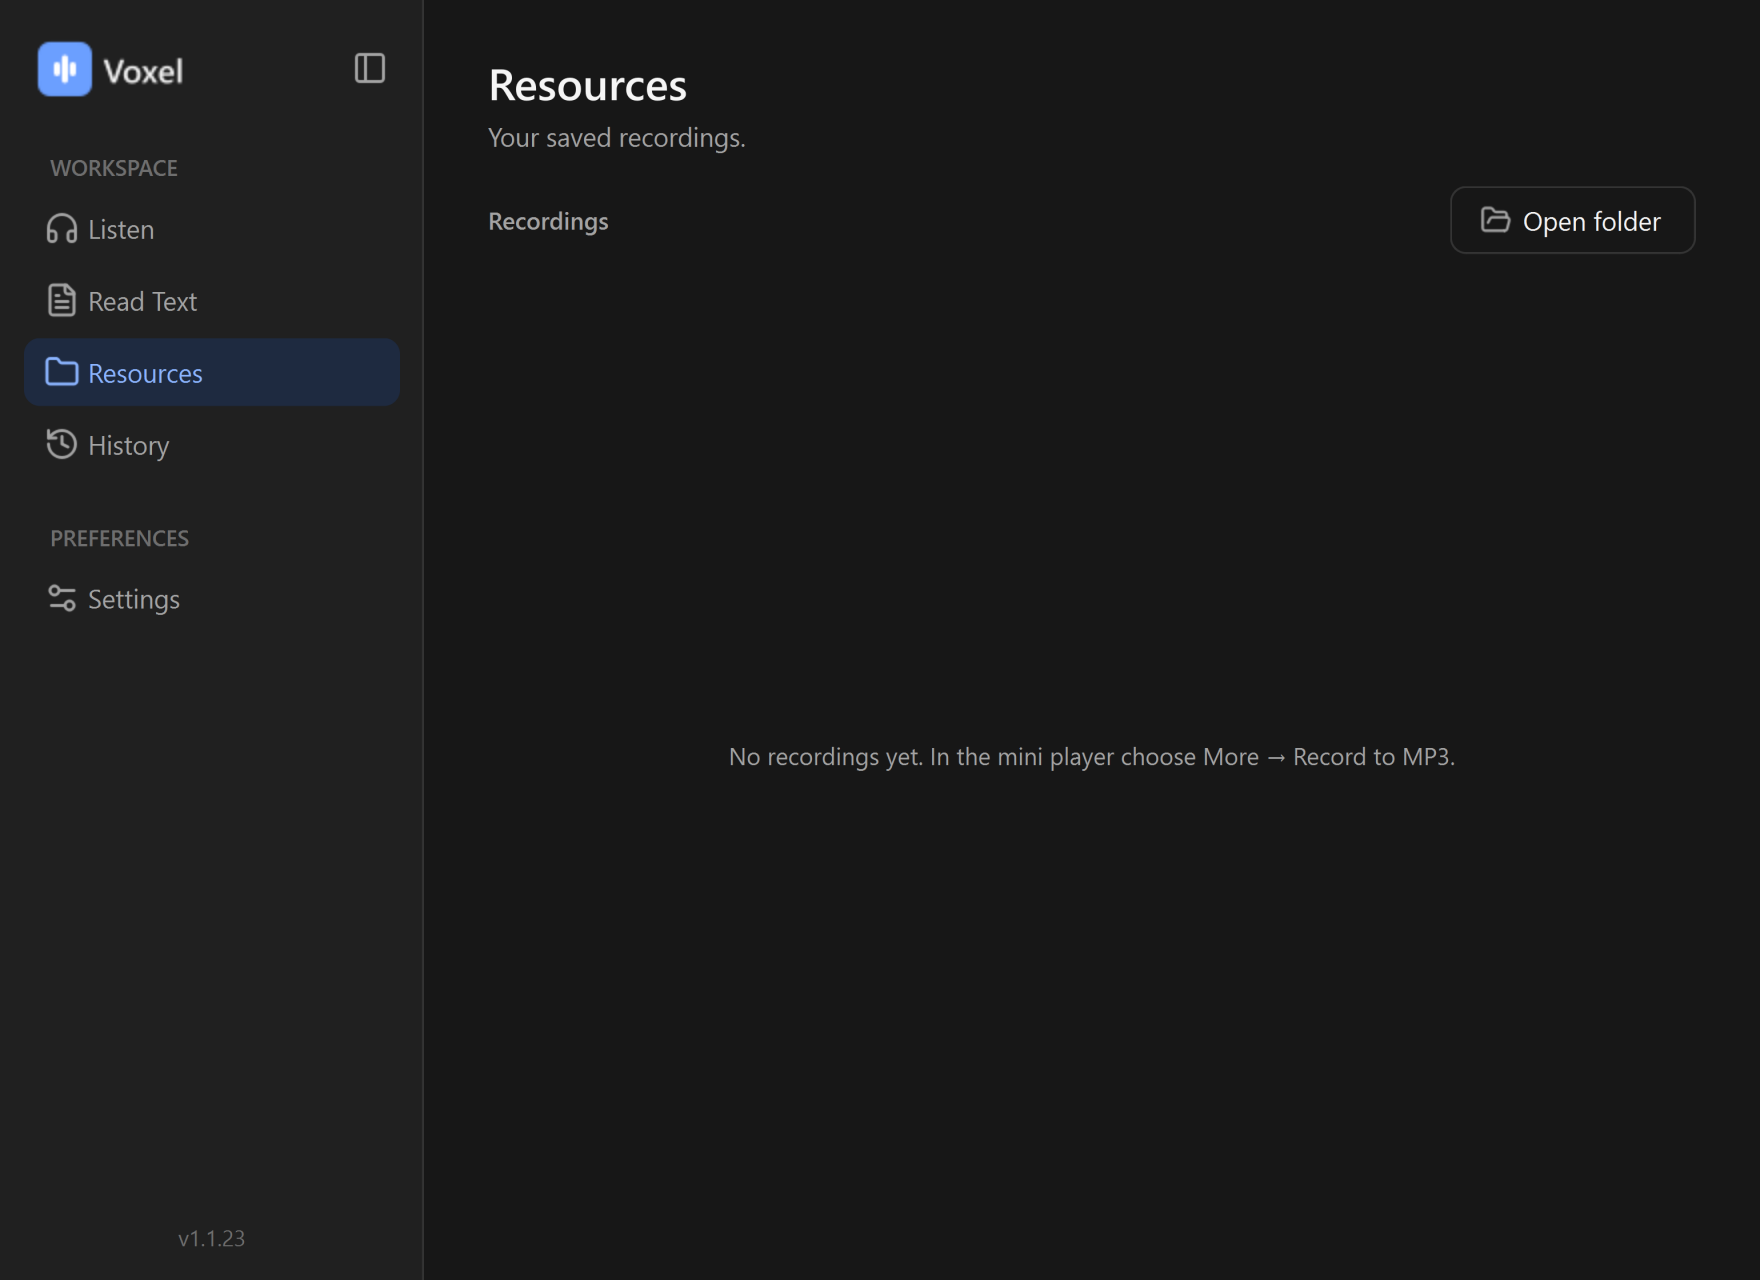 Voxel
WORKSPACE
Listen
Read Text
Resources
History
PREFERENCES
Settings
v1.1.23
Resources
Your saved recordings.
Recordings
Open folder
No recordings yet. In the mini player choose More → Record to MP3.